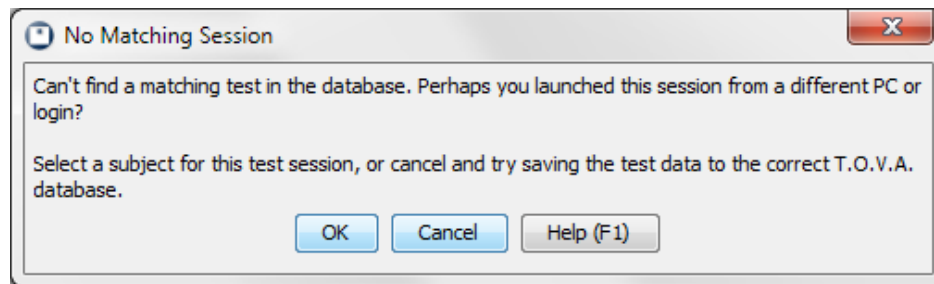 No Matching Session
Can't find a matching test in the database. Perhaps you launched this session from a different PC or
login?
Select a subject for this test session, or cancel and try saving the test data to the correct T.O.V.A.
database.
OK Cancel Help (F1)